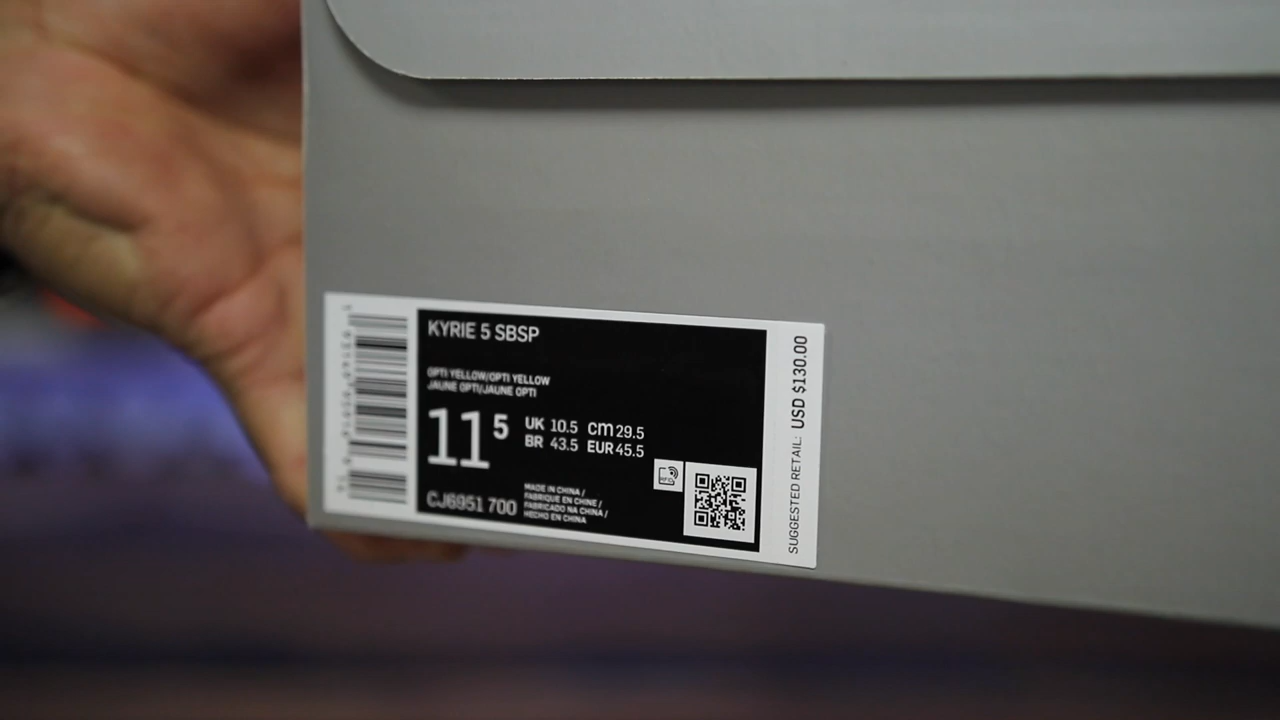 KYRIE 5 SBSP
OPTI YELLOW/OPTI YELLOW
JAUNE OPTI/JAUNE OPTI
11 5
UK 10.5 cm 29.5
BR 43.5 EUR 45.5
CJ6951 700
MADE IN CHINA /
FABRIQUE EN CHINE /
FABRICADO NA CHINA /
HECHO EN CHINA
SUGGESTED RETAIL: USD $130.00